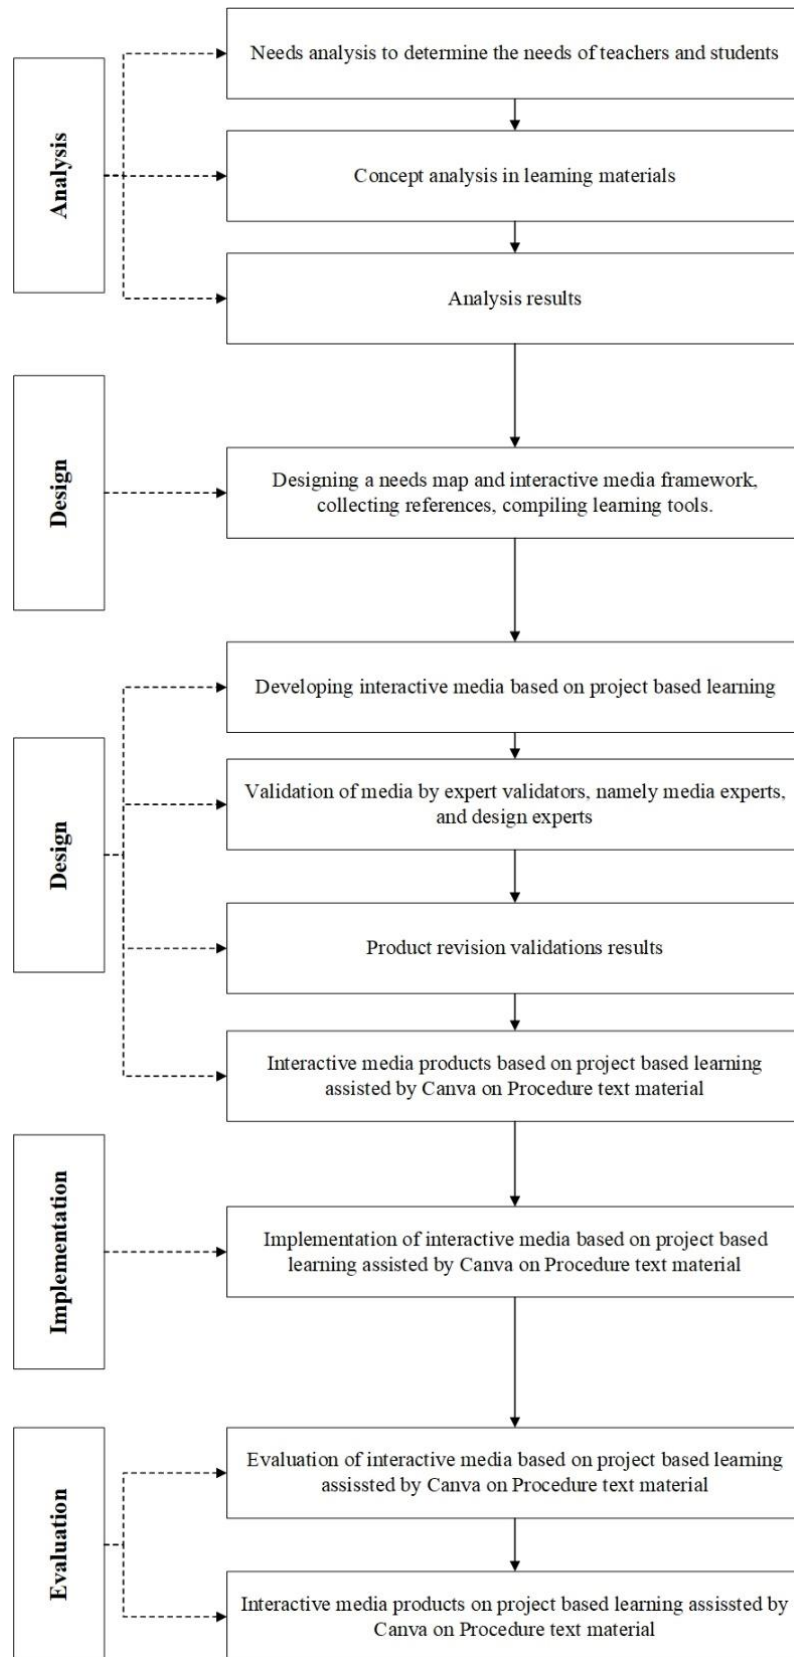 Analysis
Needs analysis to determine the needs of teachers and students
Concept analysis in learning materials
Analysis results
Design
Designing a needs map and interactive media framework,
collecting references, compiling learning tools.
Design
Developing interactive media based on project based learning
Validation of media by expert validators, namely media experts,
and design experts
Product revision validations results
Interactive media products based on project based learning
assisted by Canva on Procedure text material
Implementation
Implementation of interactive media based on project based
learning assisted by Canva on Procedure text material
Evaluation
Evaluation of interactive media based on project based learning
assissted by Canva on Procedure text material
Interactive media products on project based learning assissted by
Canva on Procedure text material